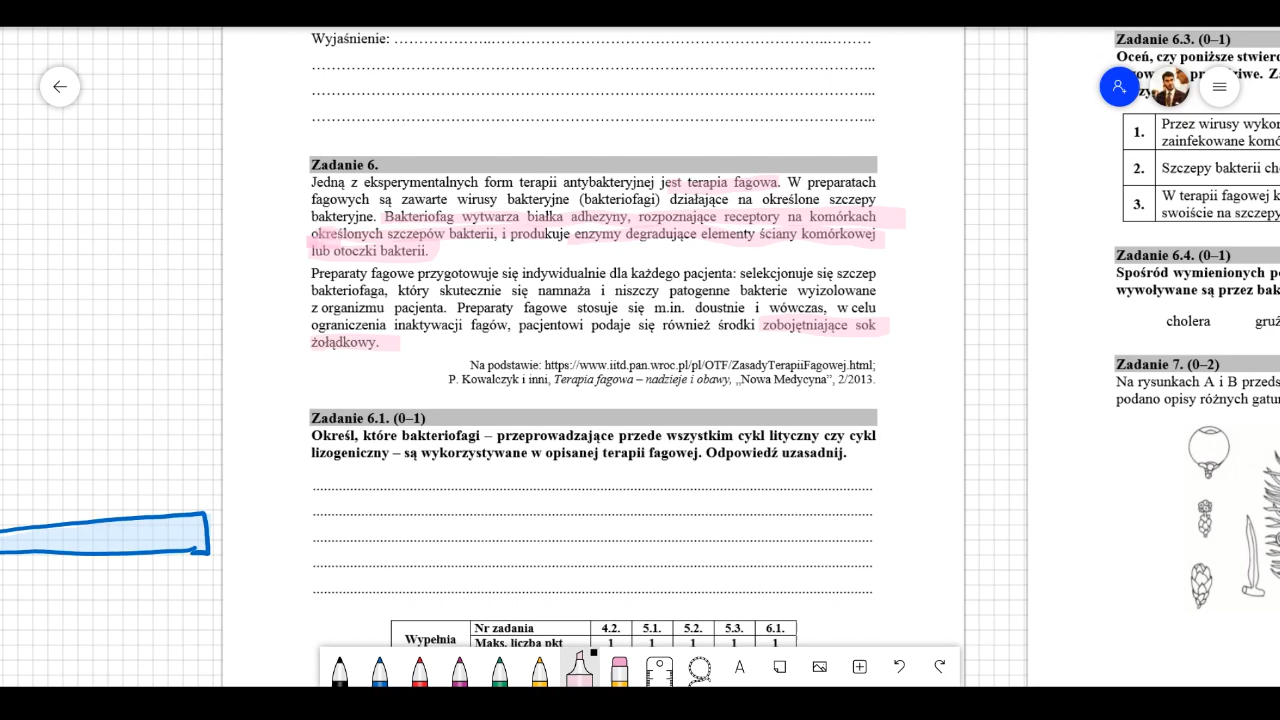 Wyjaśnienie: ……………………………………………………………………..………
……………………………………………………………………………………………...
……………………………………………………………………………………………...
……………………………………………………………………………………………...
Zadanie 6.
Jedną z eksperymentalnych form terapii antybakteryjnej jest terapia fagowa. W preparatach
fagowych są zawarte wirusy bakteryjne (bakteriofagi) działające na określone szczepy
bakteryjne. Bakteriofag wytwarza białka adhezyny, rozpoznające receptory na komórkach
określonych szczepów bakterii, i produkuje enzymy degradujące elementy ściany komórkowej
lub otoczki bakterii.
Preparaty fagowe przygotowuje się indywidualnie dla każdego pacjenta: selekcjonuje się szczep
bakteriofaga, który skutecznie się namnaża i niszczy patogenne bakterie wyizolowane
z organizmu pacjenta. Preparaty fagowe stosuje się m.in. doustnie i wówczas, w celu
ograniczenia inaktywacji fagów, pacjentowi podaje się również środki zobojętniające sok
żołądkowy.
Na podstawie: https://www.iitd.pan.wroc.pl/pl/OTF/ZasadyTerapiiFagowej.html;
P. Kowalczyk i inni, Terapia fagowa – nadzieje i obawy, „Nowa Medycyna”, 2/2013.
Zadanie 6.1. (0–1)
Określ, które bakteriofagi – przeprowadzające przede wszystkim cykl lityczny czy cykl
lizogeniczny – są wykorzystywane w opisanej terapii fagowej. Odpowiedź uzasadnij.
Wypełnia
Nr zadania 4.2. 5.1. 5.2. 5.3. 6.1.
Maks. liczba pkt 1 1 1 1 1
Zadanie 6.3. (0–1)
Oceń, czy poniższe stwierd
1. Przez wirusy wykor
zainfekowane komó
2. Szczepy bakterii ch
3. W terapii fagowej k
swoiście na szczepy
Zadanie 6.4. (0–1)
Spośród wymienionych p
wywoływane są przez bak
cholera gruź
Zadanie 7. (0–2)
Na rysunkach A i B przeds
podano opisy różnych gatur
A